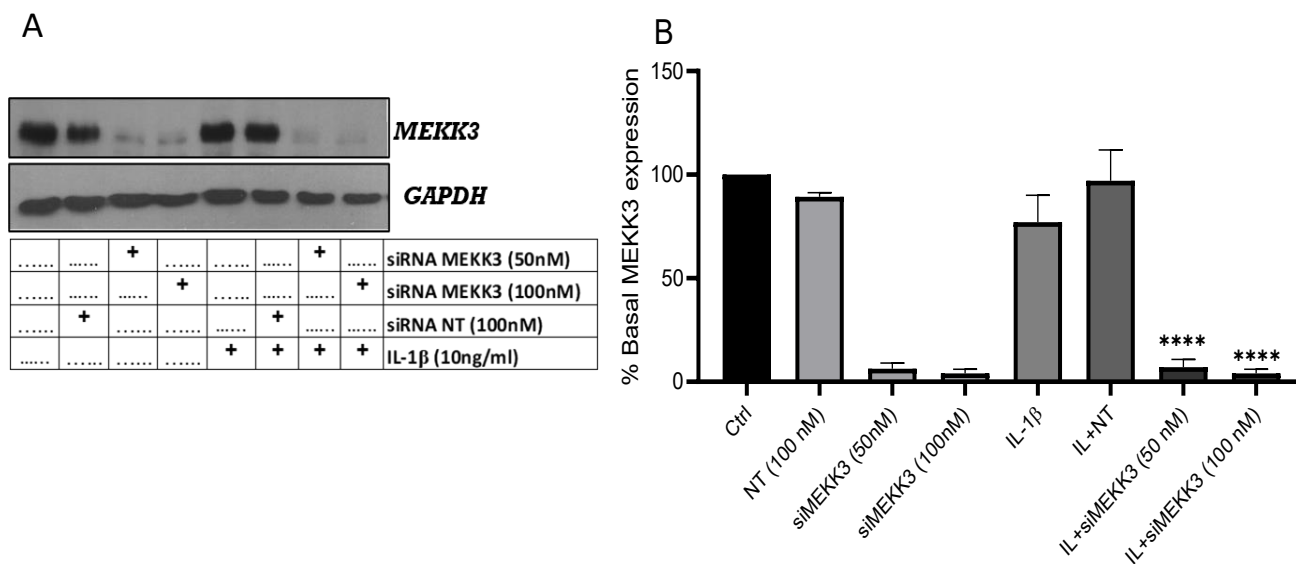 A
MEKK3
GAPDH
...... ...... + ...... ...... ...... + ...... siRNA MEKK3 (50nM)
...... ...... ...... + ...... ...... ...... + siRNA MEKK3 (100nM)
...... + ...... ...... ...... + ...... ...... siRNA NT (100nM)
...... ...... ...... ...... + + + + IL-1β (10ng/ml)
B
% Basal MEKK3 expression
150
100
50
0
**** ****
Ctrl
NT (100 nM)
siMEKK3 (50nM)
siMEKK3 (100nM)
IL-1β
IL+NT
IL+siMEKK3 (50 nM)
IL+siMEKK3 (100 nM)